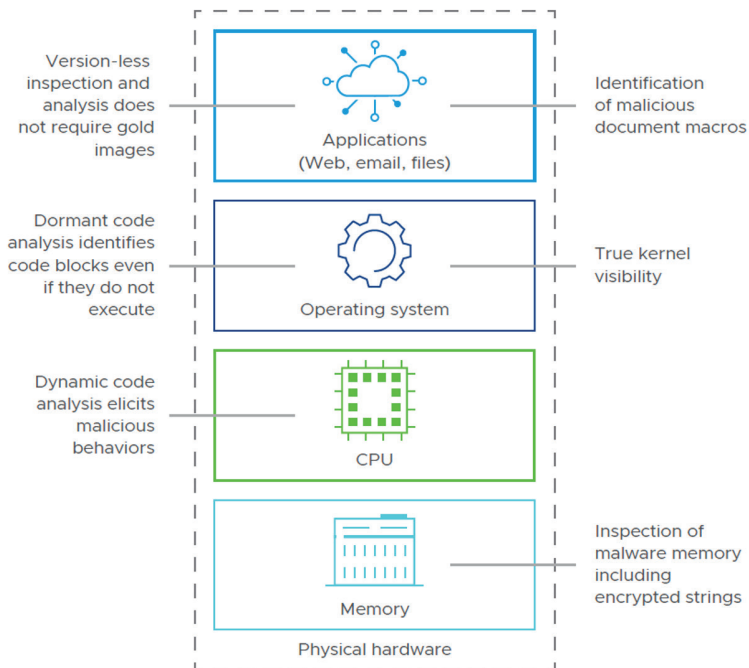 Version-less
inspection and
analysis does
not require gold
images
Applications
(Web, email, files)
Identification
of malicious
document macros
Dormant code
analysis identifies
code blocks even
if they do not
execute
Operating system
True kernel
visibility
Dynamic code
analysis elicits
malicious
behaviors
CPU
Memory
Inspection of
malware memory
including
encrypted strings
Physical hardware